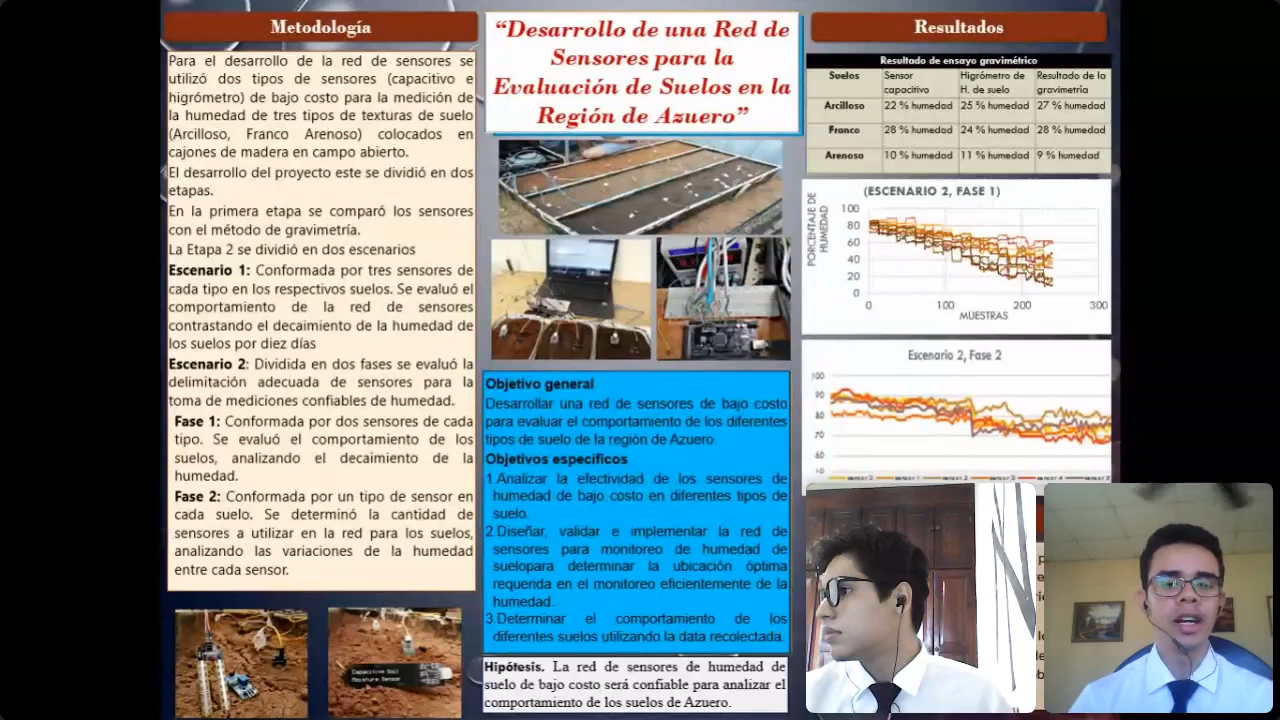 Metodología
Para el desarrollo de la red de sensores se
utilizó dos tipos de sensores (capacitivo e
higrómetro) de bajo costo para la medición de
la humedad de tres tipos de texturas de suelo
(Arcilloso, Franco Arenoso) colocados en
cajones de madera en campo abierto.
El desarrollo del proyecto este se dividió en dos
etapas.
En la primera etapa se comparó los sensores
con el método de gravimetría.
La Etapa 2 se dividió en dos escenarios
Escenario 1: Conformada por tres sensores de
cada tipo en los respectivos suelos. Se evaluó el
comportamiento de la red de sensores
contrastando el decaimiento de la humedad de
los suelos por diez días
Escenario 2: Dividida en dos fases se evaluó la
delimitación adecuada de sensores para la
toma de mediciones confiables de humedad.
Fase 1: Conformada por dos sensores de cada
tipo. Se evaluó el comportamiento de los
suelos, analizando el decaimiento de la
humedad.
Fase 2: Conformada por un tipo de sensor en
cada suelo. Se determinó la cantidad de
sensores a utilizar en la red para los suelos,
analizando las variaciones de la humedad
entre cada sensor.
Capacitive Soil
Moisture Sensor
“Desarrollo de una Red de
Sensores para la
Evaluación de Suelos en la
Región de Azuero”
Objetivo general
Desarrollar una red de sensores de bajo costo
para evaluar el comportamiento de los diferentes
tipos de suelo de la región de Azuero.
Objetivos específicos
1.Analizar la efectividad de los sensores de
humedad de bajo costo en diferentes tipos de
suelo.
2.Diseñar, validar e implementar la red de
sensores para monitoreo de humedad de
suelopara determinar la ubicación óptima
requerida en el monitoreo eficientemente de la
humedad.
3.Determinar el comportamiento de los
diferentes suelos utilizando la data recolectada.
Hipótesis. La red de sensores de humedad de
suelo de bajo costo será confiable para analizar el
comportamiento de los suelos de Azuero.
Resultados
Resultado de ensayo gravimétrico
Suelos Sensor capacitivo Higrómetro de H. de suelo Resultado de la gravimetría
Arcilloso 22 % humedad 25 % humedad 27 % humedad
Franco 28 % humedad 24 % humedad 28 % humedad
Arenoso 10 % humedad 11 % humedad 9 % humedad
(ESCENARIO 2, FASE 1)
PORCENTAJE DE
HUMEDAD
100
80
60
40
20
0
0 100 200 300
MUESTRAS
Escenario 2, Fase 2
100
90
80
70
60